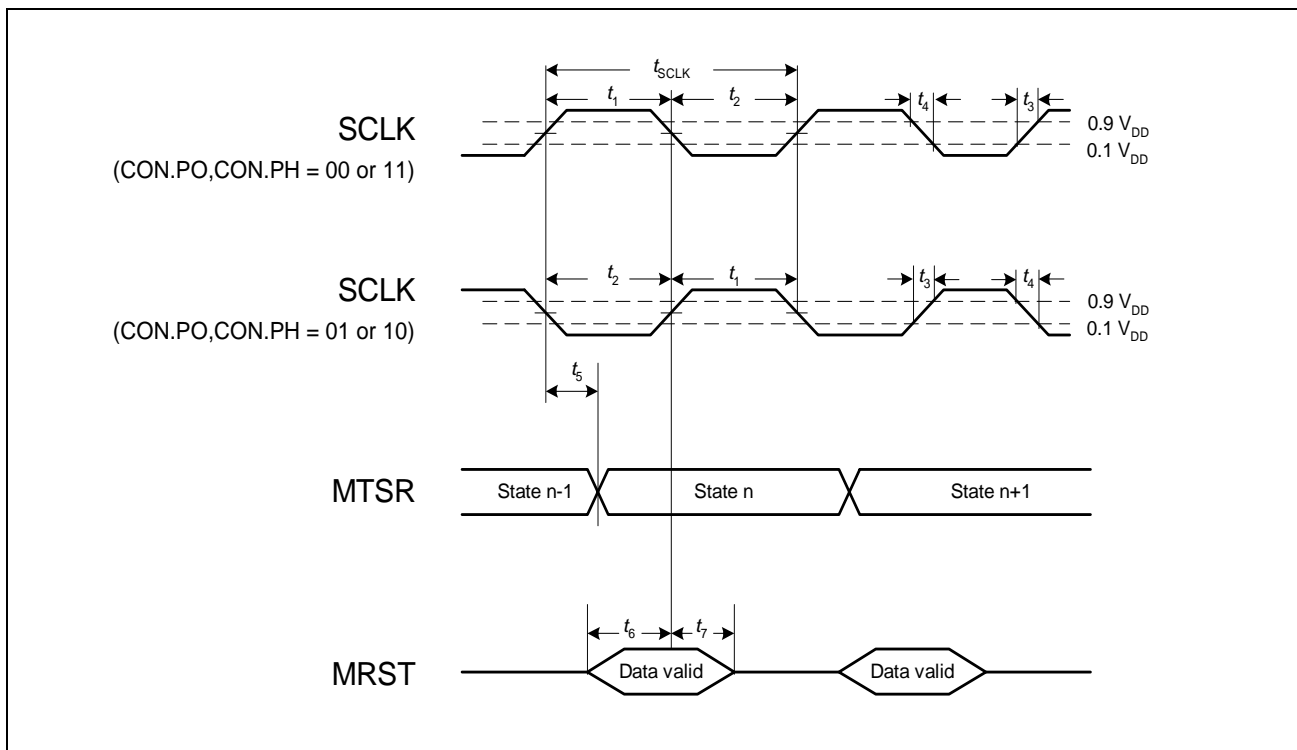 tSCLK
t1
t2
t4
t3
SCLK
(CON.PO,CON.PH = 00 or 11)
0.9 VDD
0.1 VDD
t2
t1
t3
t4
SCLK
(CON.PO,CON.PH = 01 or 10)
0.9 VDD
0.1 VDD
t5
MTSR
State n-1
State n
State n+1
t6
t7
MRST
Data valid
Data valid